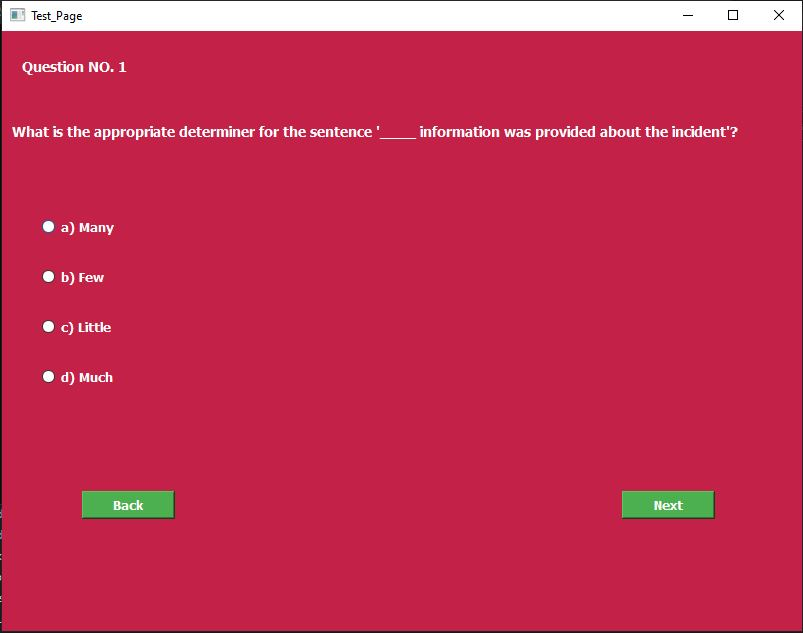 Test_Page
Question NO. 1
What is the appropriate determiner for the sentence '_____ information was provided about the incident'?
a) Many
b) Few
c) Little
d) Much
Back
Next